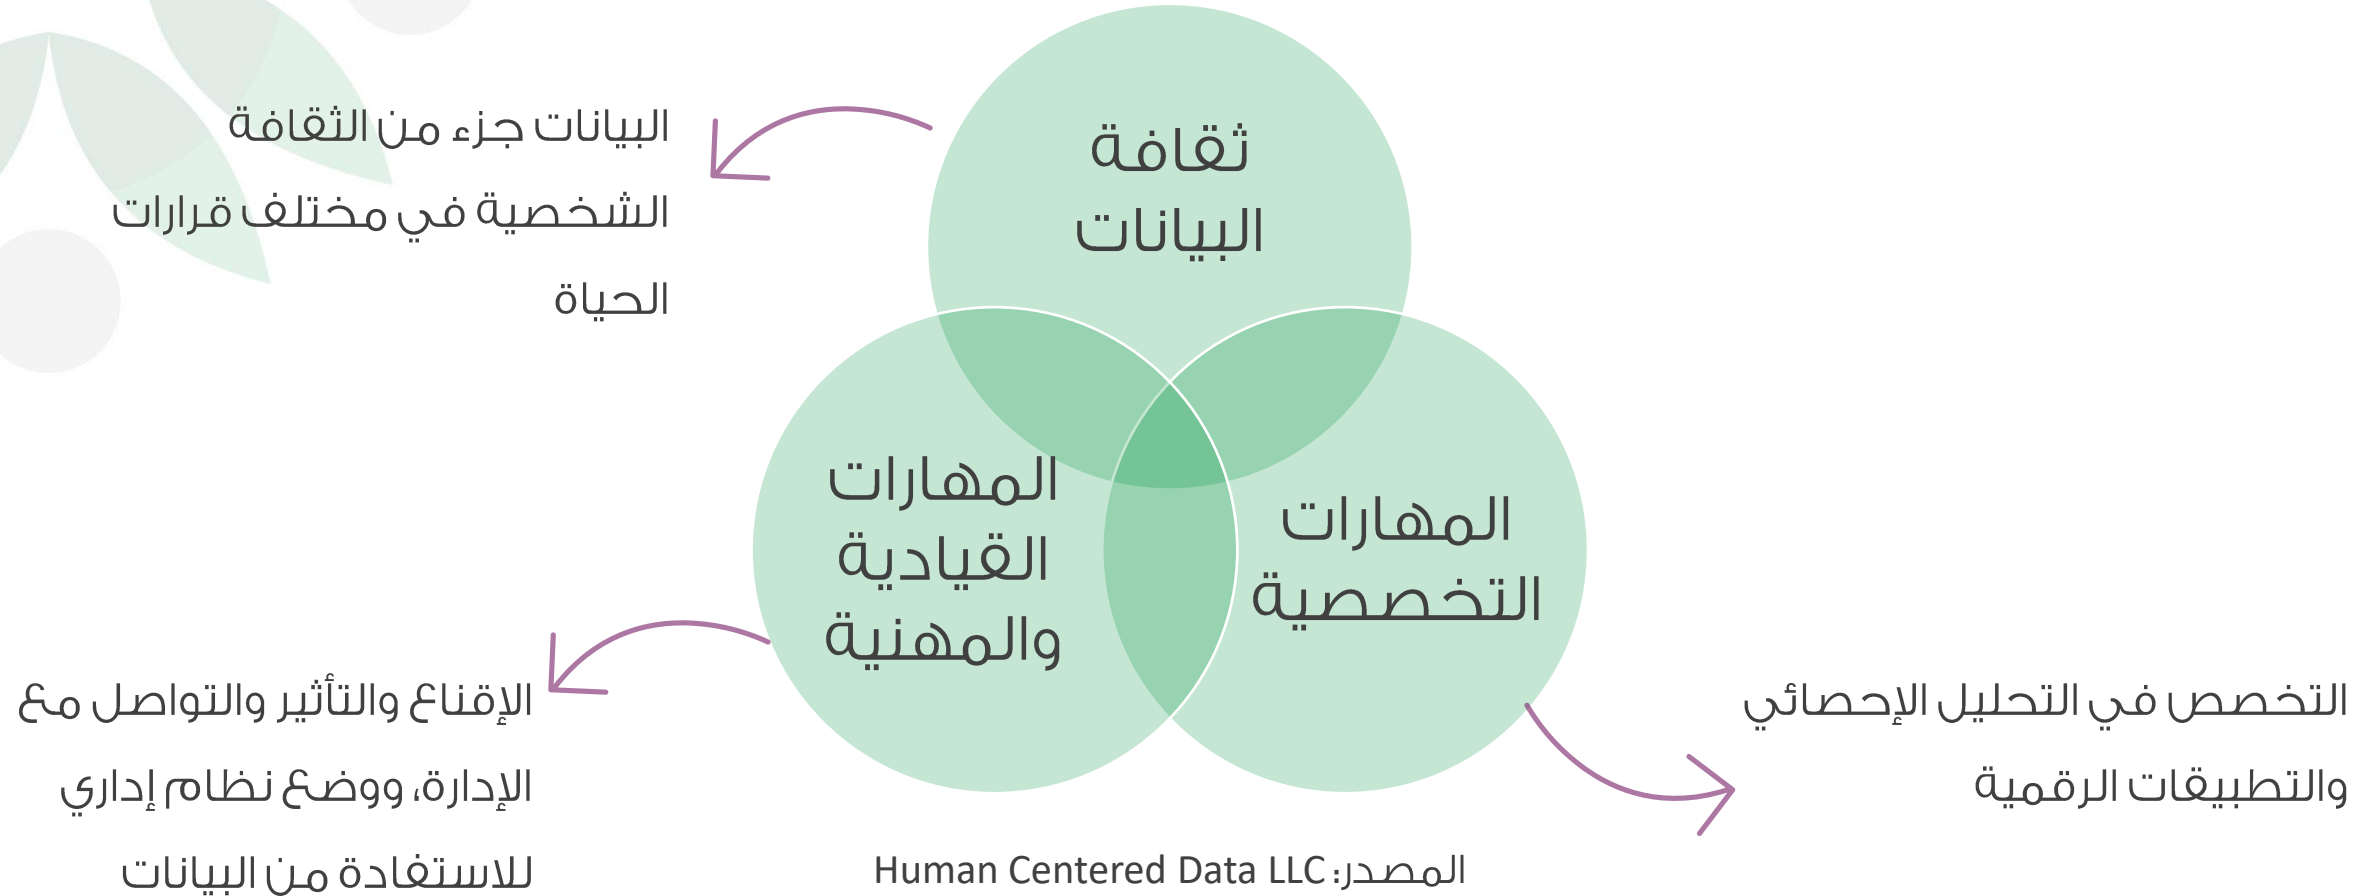 ثقافة
البيانات
البيانات جزء من الثقافة
الشخصية في مختلف قرارات
الحياة
المهارات
التخصصية
التخصص في التحليل الإحصائي
والتطبيقات الرقمية
المهارات
القيادية
والمهنية
الإقناع والتأثير والتواصل مع
الإدارة، ووضع نظام إداري
للاستفادة من البيانات
المصدر: Human Centered Data LLC